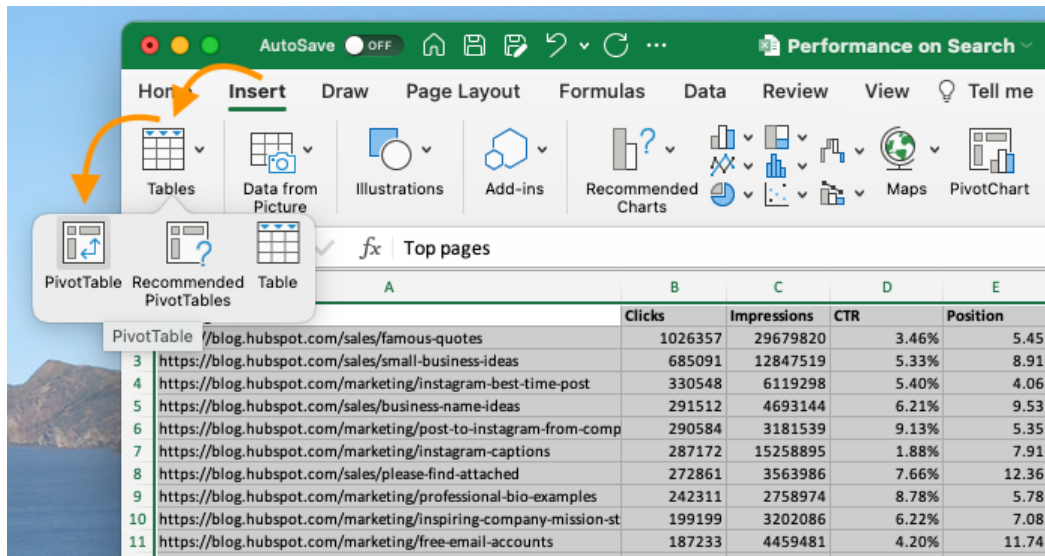 AutoSave OFF ... Performance on Search
Home Insert Draw Page Layout Formulas Data Review View Tell me
Tables Data from Picture Illustrations Add-ins Recommended Charts Maps PivotChart
PivotTable Recommended PivotTables Table
fx Top pages
PivotTable
A B C D E
Clicks Impressions CTR Position
/blog.hubspot.com/sales/famous-quotes 1026357 29679820 3.46% 5.45
3 https://blog.hubspot.com/sales/small-business-ideas 685091 12847519 5.33% 8.91
4 https://blog.hubspot.com/marketing/instagram-best-time-post 330548 6119298 5.40% 4.06
5 https://blog.hubspot.com/sales/business-name-ideas 291512 4693144 6.21% 9.53
6 https://blog.hubspot.com/marketing/post-to-instagram-from-comp 290584 3181539 9.13% 5.35
7 https://blog.hubspot.com/marketing/instagram-captions 287172 15258895 1.88% 7.91
8 https://blog.hubspot.com/sales/please-find-attached 272861 3563986 7.66% 12.36
9 https://blog.hubspot.com/marketing/professional-bio-examples 242311 2758974 8.78% 5.78
10 https://blog.hubspot.com/marketing/inspiring-company-mission-st 199199 3202086 6.22% 7.08
11 https://blog.hubspot.com/marketing/free-email-accounts 187233 4459481 4.20% 11.74